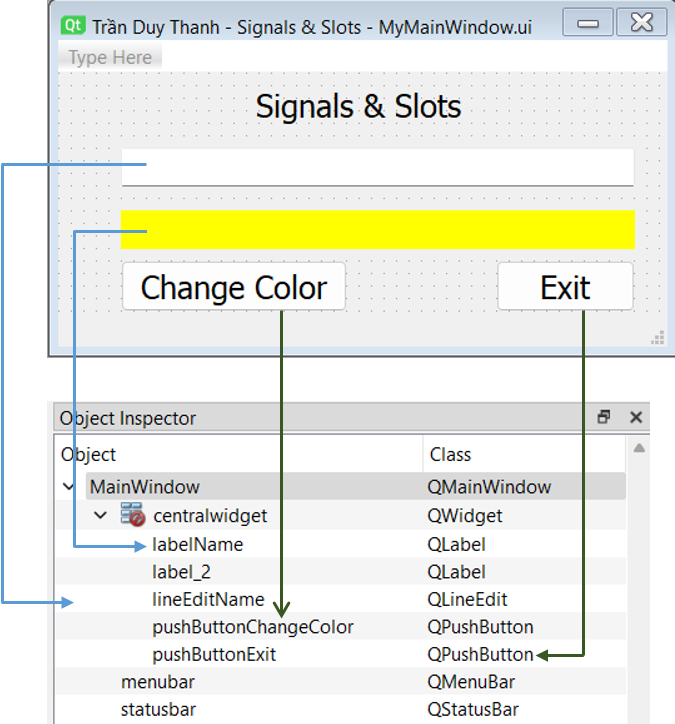 Qt Trần Duy Thanh - Signals & Slots - MyMainWindow.ui
Type Here
Signals & Slots
Change Color Exit
Object Inspector
Object Class
MainWindow QMainWindow
centralwidget QWidget
labelName QLabel
label_2 QLabel
lineEditName QLineEdit
pushButtonChangeColor QPushButton
pushButtonExit QPushButton
menubar QMenuBar
statusbar QStatusBar